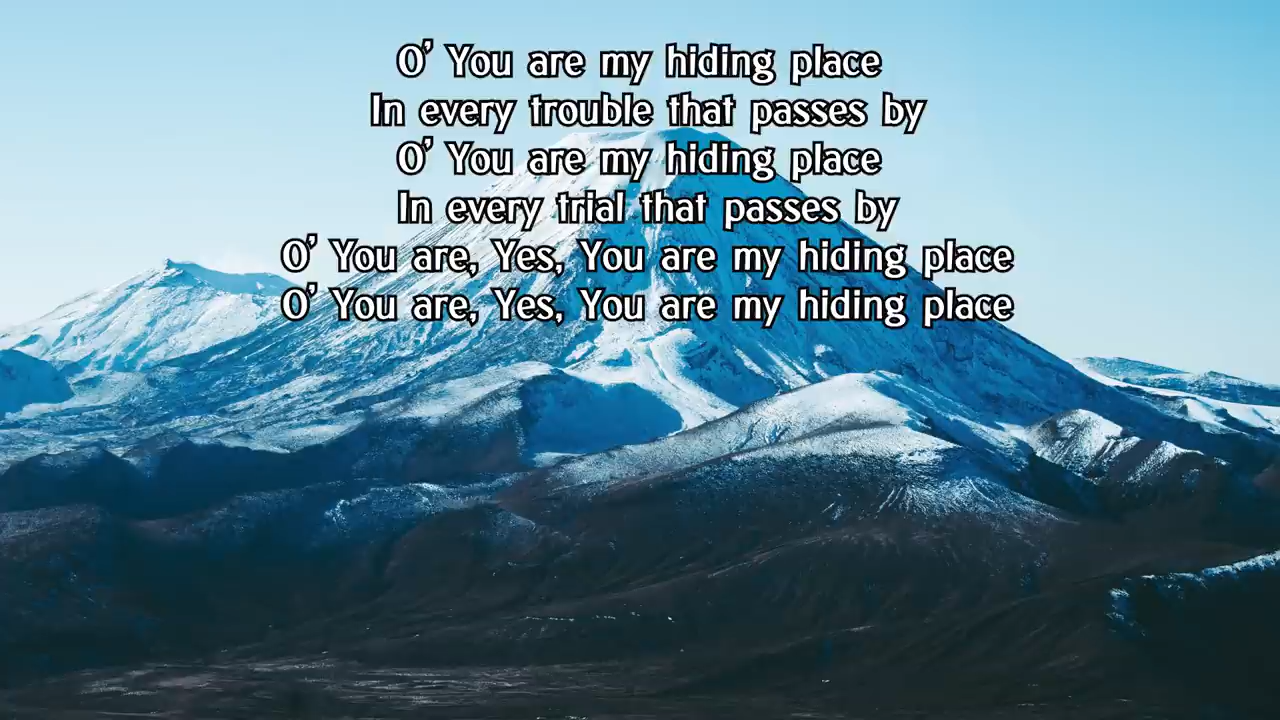 O' You are my hiding place
In every trouble that passes by
O' You are my hiding place
In every trial that passes by
O' You are, Yes, You are my hiding place
O' You are, Yes, You are my hiding place